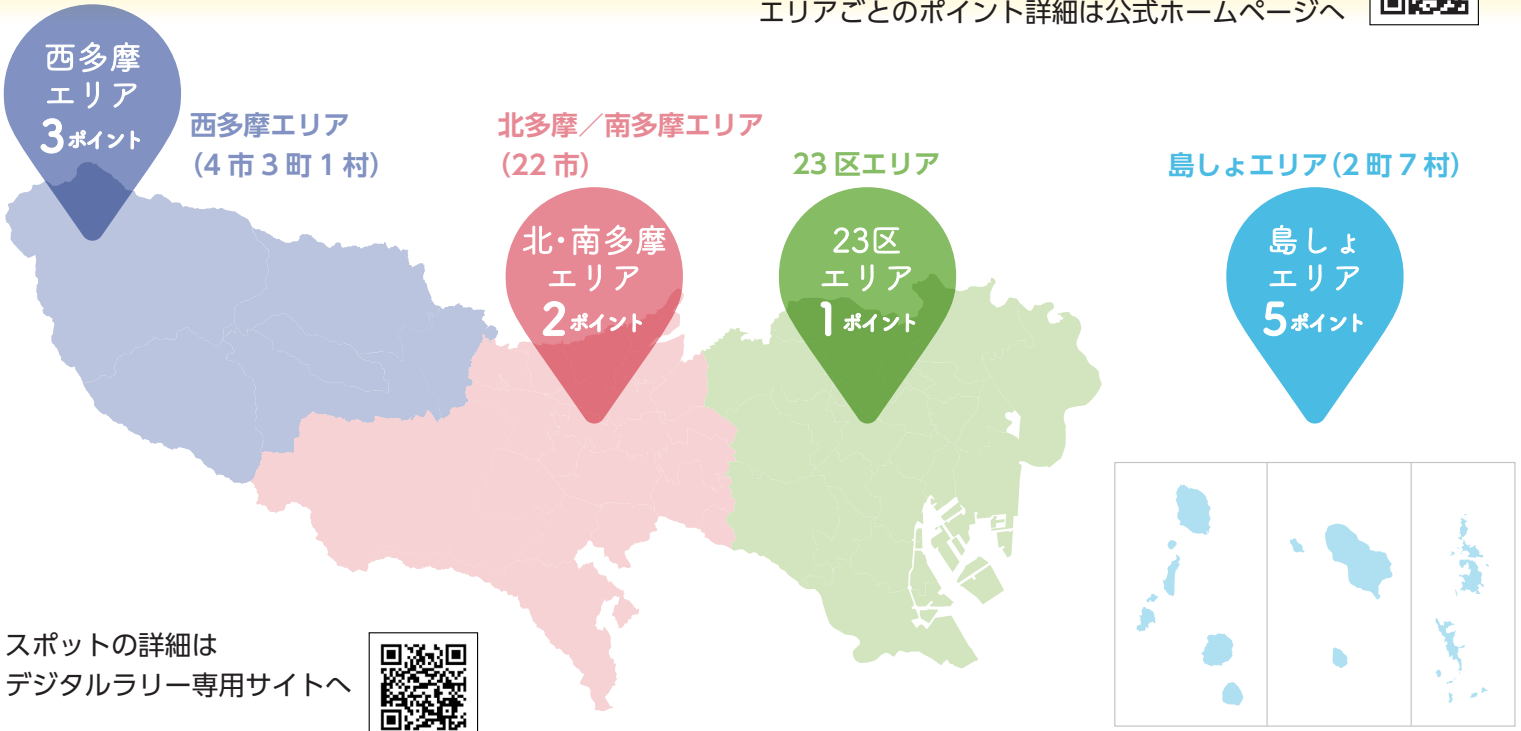 エリアごとのポイント詳細は公式ホームページへ
西多摩
エリア
3ポイント
西多摩エリア
(4市3町1村)
北多摩／南多摩エリア
(22市)
23区エリア
島しょエリア(2町7村)
北・南多摩
エリア
2ポイント
23区
エリア
1ポイント
島しょ
エリア
5ポイント
スポットの詳細は
デジタルラリー専用サイトへ